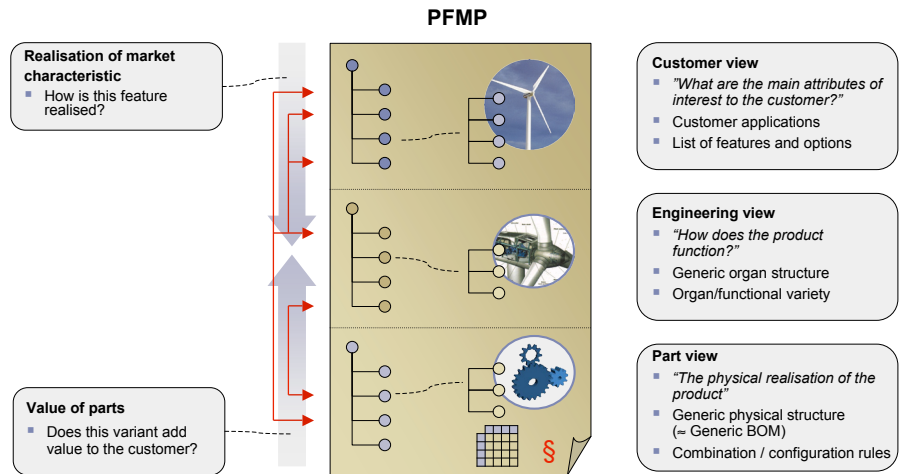 PFMP
Realisation of market
characteristic
▪ How is this feature
realised?
Value of parts
▪ Does this variant add
value to the customer?
§
Customer view
▪ ”What are the main attributes of
interest to the customer?”
▪ Customer applications
▪ List of features and options
Engineering view
▪ “How does the product
function?”
▪ Generic organ structure
▪ Organ/functional variety
Part view
▪ “The physical realisation of the
product”
▪ Generic physical structure
(≈ Generic BOM)
▪ Combination / configuration rules